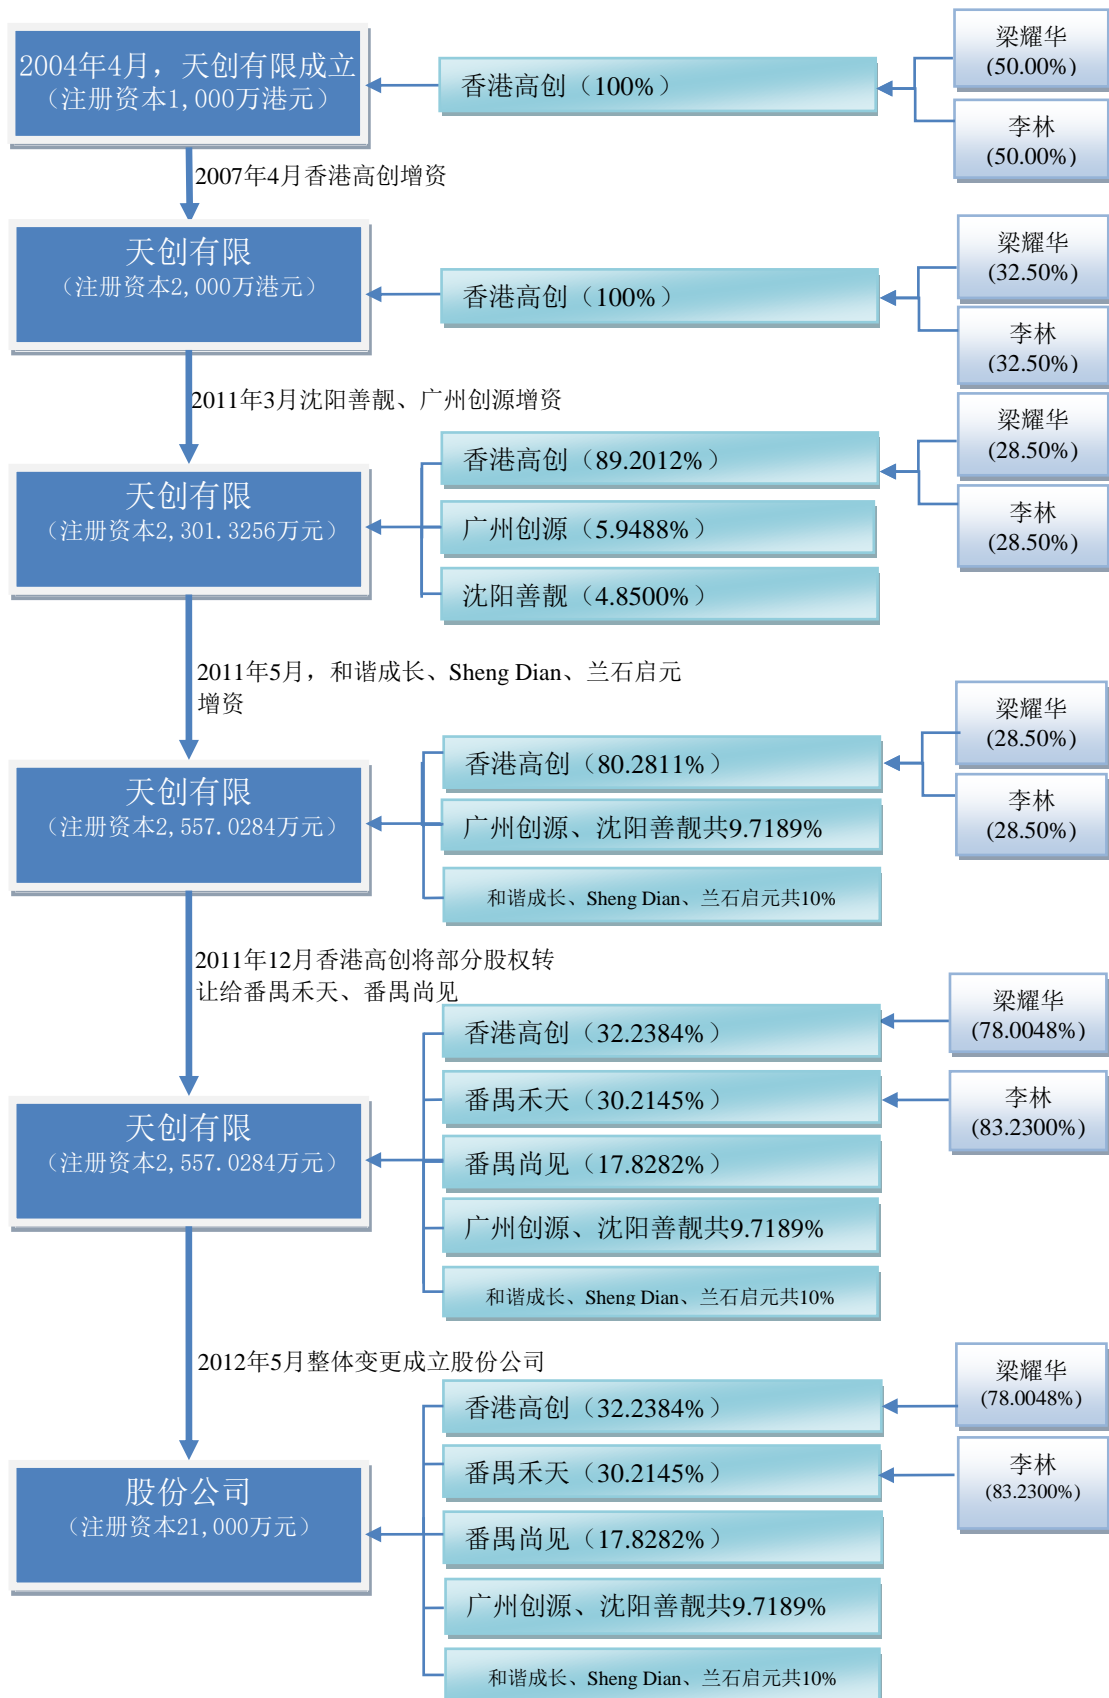 2004年4月，天创有限成立
（注册资本1,000万港元）
香港高创（100%）
梁耀华
(50.00%)
李林
(50.00%)
2007年4月香港高创增资
天创有限
（注册资本2,000万港元）
香港高创（100%）
梁耀华
(32.50%)
李林
(32.50%)
2011年3月沈阳善靓、广州创源增资
天创有限
（注册资本2,301.3256万元）
香港高创（89.2012%）
广州创源（5.9488%）
沈阳善靓（4.8500%）
梁耀华
(28.50%)
李林
(28.50%)
2011年5月，和谐成长、Sheng Dian、兰石启元
增资
天创有限
（注册资本2,557.0284万元）
香港高创（80.2811%）
广州创源、沈阳善靓共9.7189%
和谐成长、Sheng Dian、兰石启元共10%
梁耀华
(28.50%)
李林
(28.50%)
2011年12月香港高创将部分股权转
让给番禺禾天、番禺尚见
天创有限
（注册资本2,557.0284万元）
香港高创（32.2384%）
番禺禾天（30.2145%）
番禺尚见（17.8282%）
广州创源、沈阳善靓共9.7189%
和谐成长、Sheng Dian、兰石启元共10%
梁耀华
(78.0048%)
李林
(83.2300%)
2012年5月整体变更成立股份公司
股份公司
（注册资本21,000万元）
香港高创（32.2384%）
番禺禾天（30.2145%）
番禺尚见（17.8282%）
广州创源、沈阳善靓共9.7189%
和谐成长、Sheng Dian、兰石启元共10%
梁耀华
(78.0048%)
李林
(83.2300%)